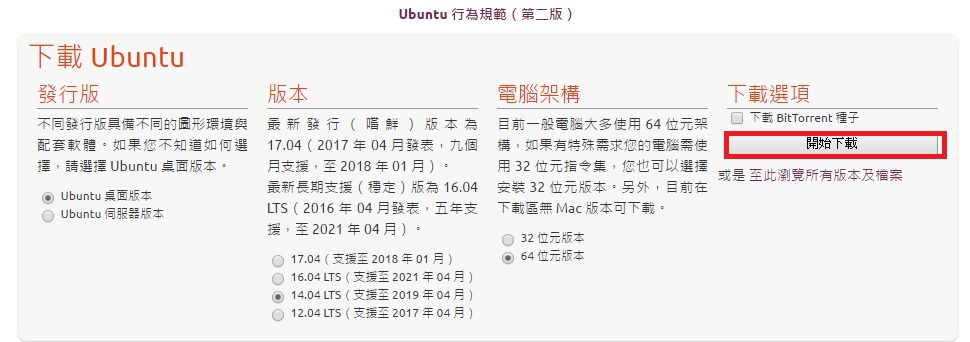 Ubuntu 行為規範（第二版）
下載 Ubuntu
發行版
不同發行版具備不同的圖形環境與
配套軟體。如果您不知道如何選
擇，請選擇 Ubuntu 桌面版本。
Ubuntu 桌面版本
Ubuntu 伺服器版本
版本
最新發行（嚐鮮）版本為
17.04（2017 年 04 月發表，九個
月支援，至 2018 年 01 月）。
最新長期支援（穩定）版為 16.04
LTS（2016 年 04 月發表，五年支
援，至 2021 年 04 月）。
17.04（支援至 2018 年 01 月）
16.04 LTS（支援至 2021 年 04 月）
14.04 LTS（支援至 2019 年 04 月）
12.04 LTS（支援至 2017 年 04 月）
電腦架構
目前一般電腦大多使用 64 位元架
構，如果有特殊需求您的電腦需使
用 32 位元指令集，您也可以選擇
安裝 32 位元版本。另外，目前在
下載區無 Mac 版本可下載。
32 位元版本
64 位元版本
下載選項
下載 BitTorrent 種子
開始下載
或是 至此瀏覽所有版本及檔案